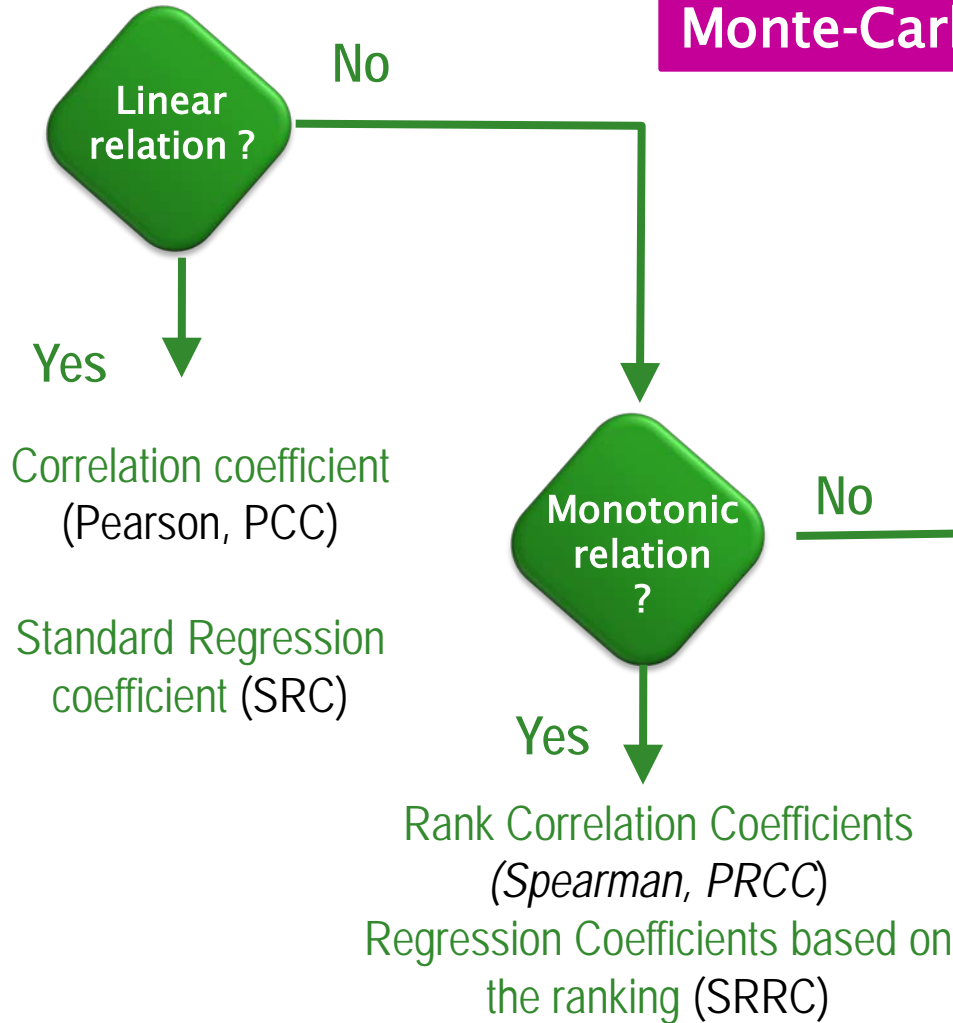 Monte-Carl
No
Linear
relation ?
Yes
Correlation coefficient
(Pearson, PCC)
Standard Regression
coefficient (SRC)
Monotonic
relation
?
No
Yes
Rank Correlation Coefficients
(Spearman, PRCC)
Regression Coefficients based on
the ranking (SRRC)